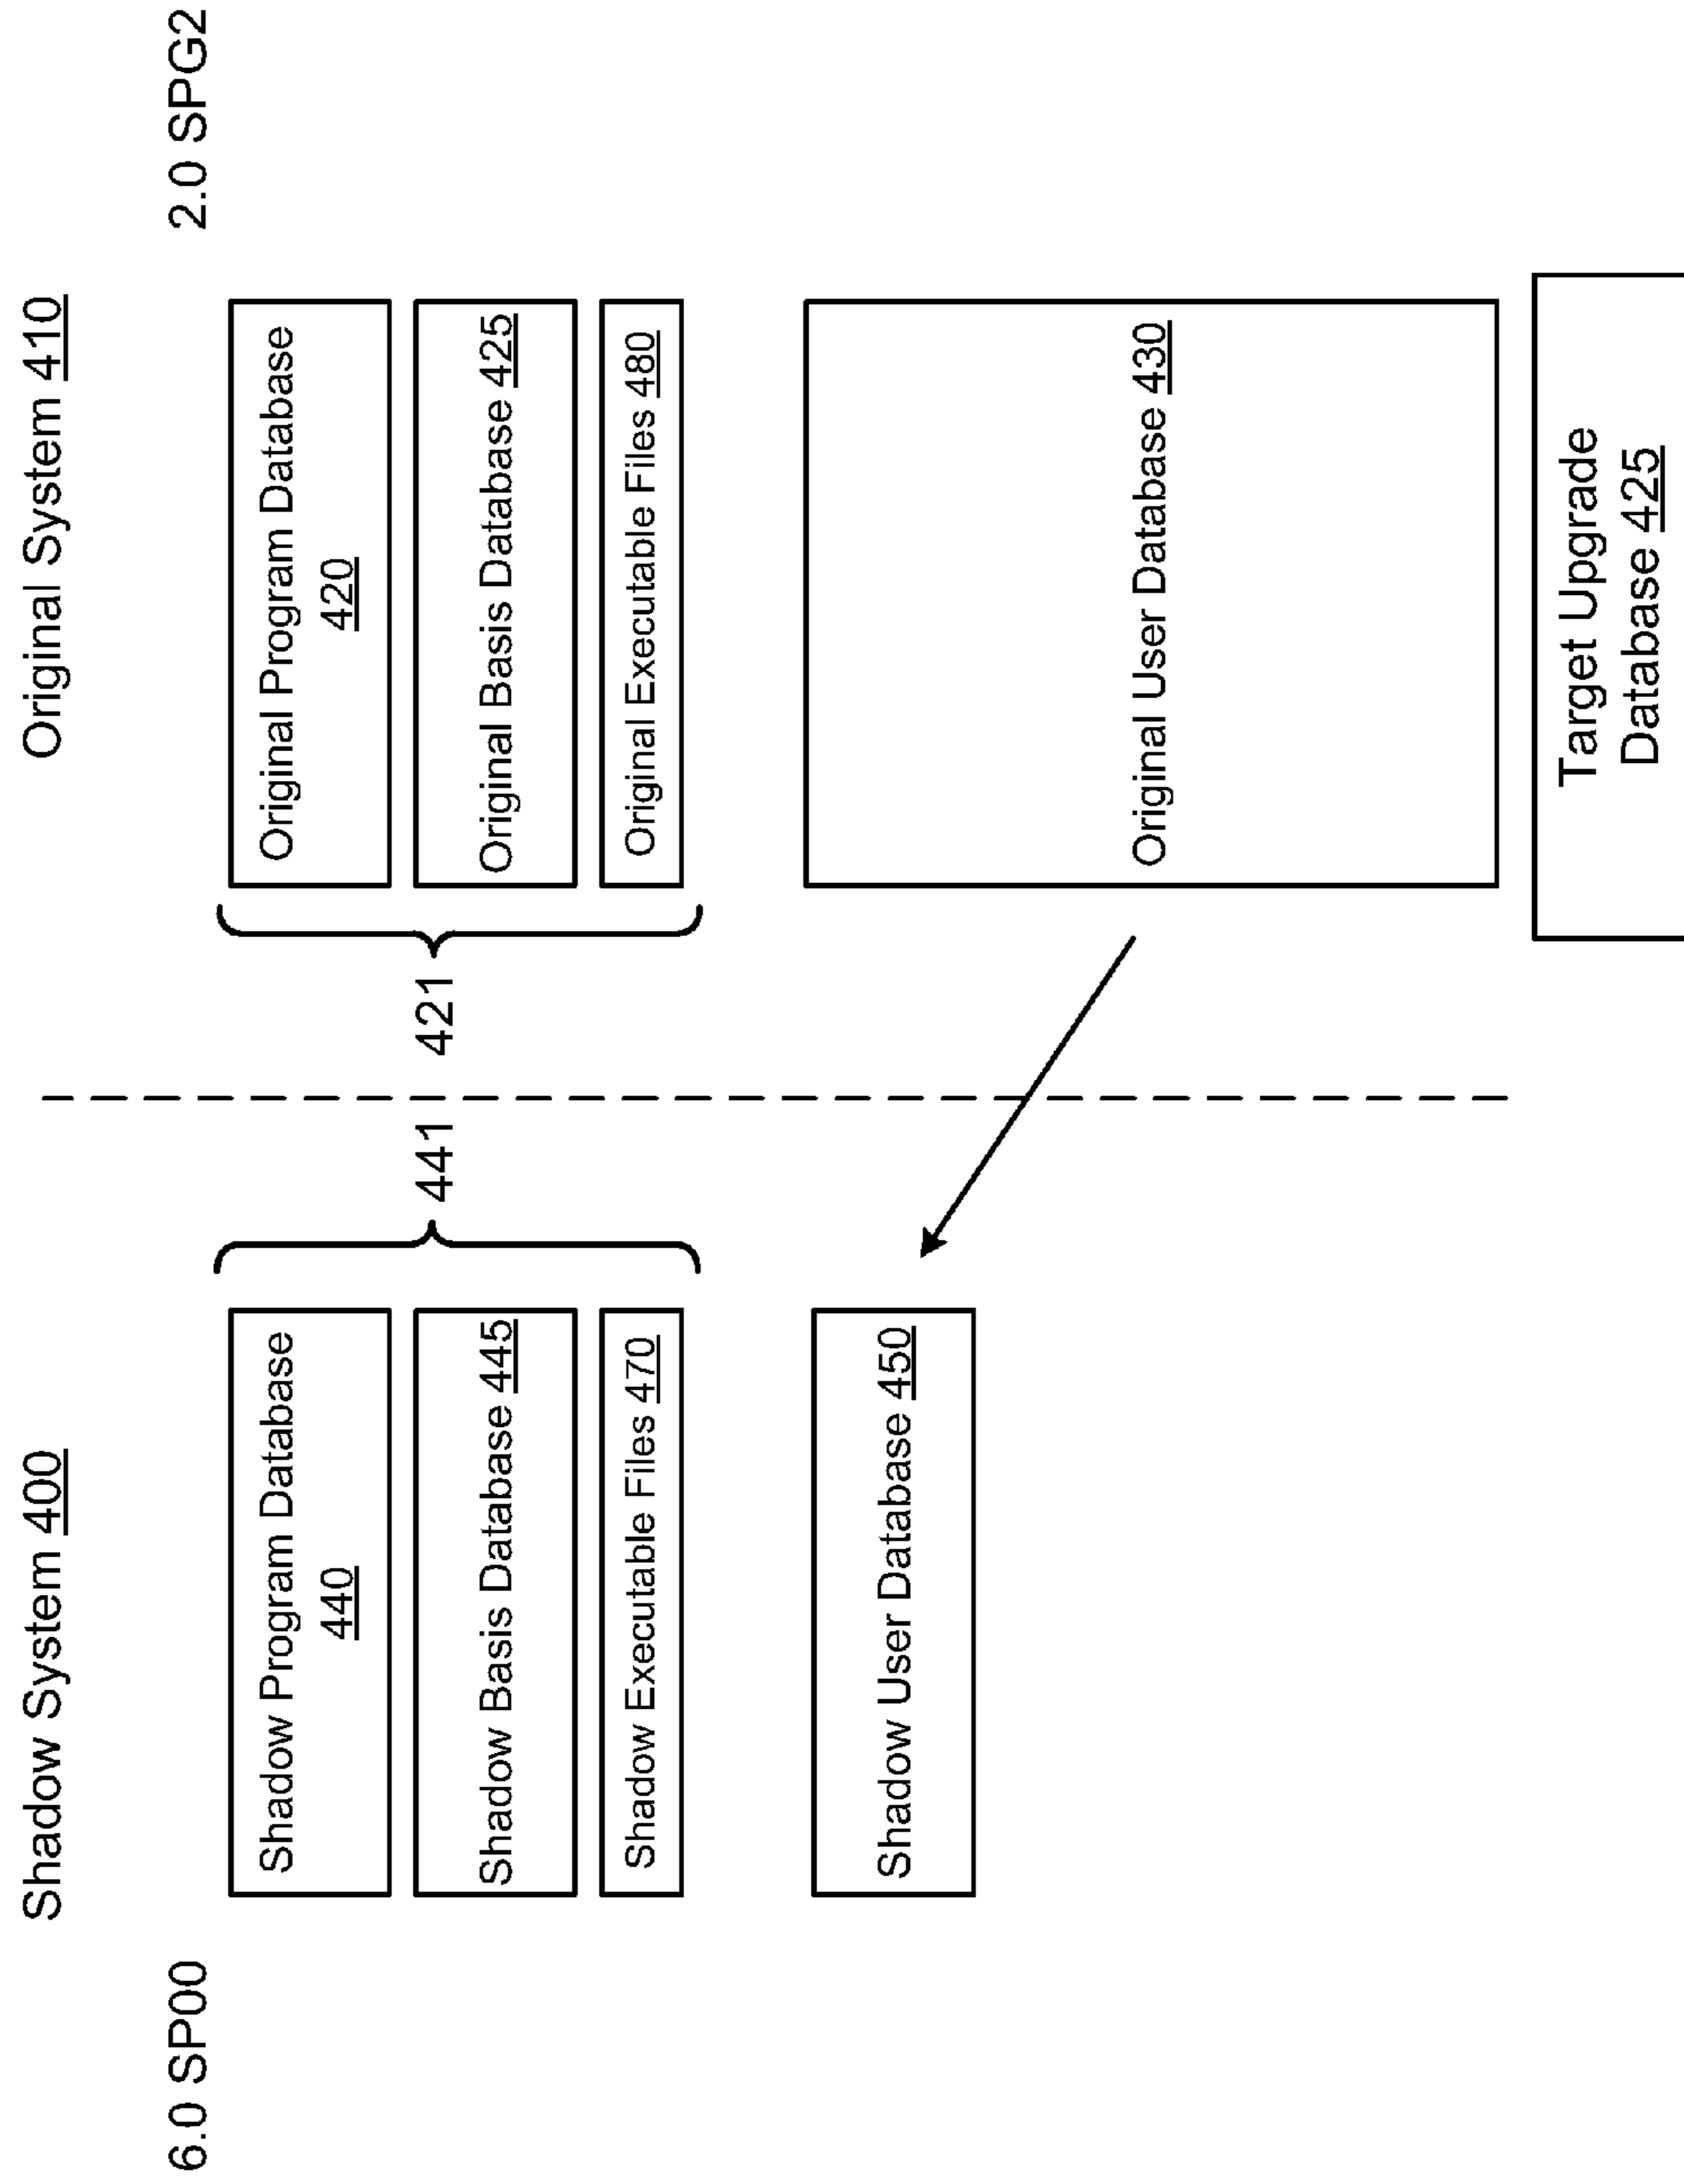 Shadow System 400
Original System 410
6.0 SP00
2.0 SPG2
Shadow Program Database
440
Shadow Basis Database 445
Shadow Executable Files 470
441
421
Original Program Database
420
Original Basis Database 425
Original Executable Files 480
Shadow User Database 450
Original User Database 430
Target Upgrade
Database 425